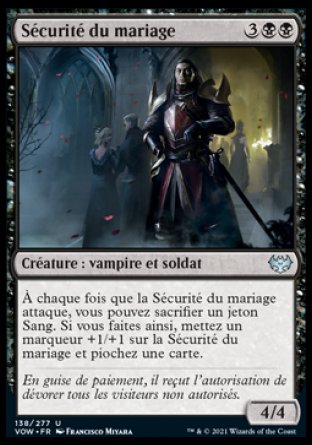 Sécurité du mariage 3
Créature : vampire et soldat
À chaque fois que la Sécurité du mariage
attaque, vous pouvez sacrifier un jeton
Sang. Si vous faites ainsi, mettez un
marqueur +1/+1 sur la Sécurité du
mariage et piochez une carte.
En guise de paiement, il reçut l'autorisation de
dévorer tous les visiteurs non autorisés.
4/4
138/277 U
VOW • FR Francisco Miyara
™ & © 2021 Wizards of the Coast